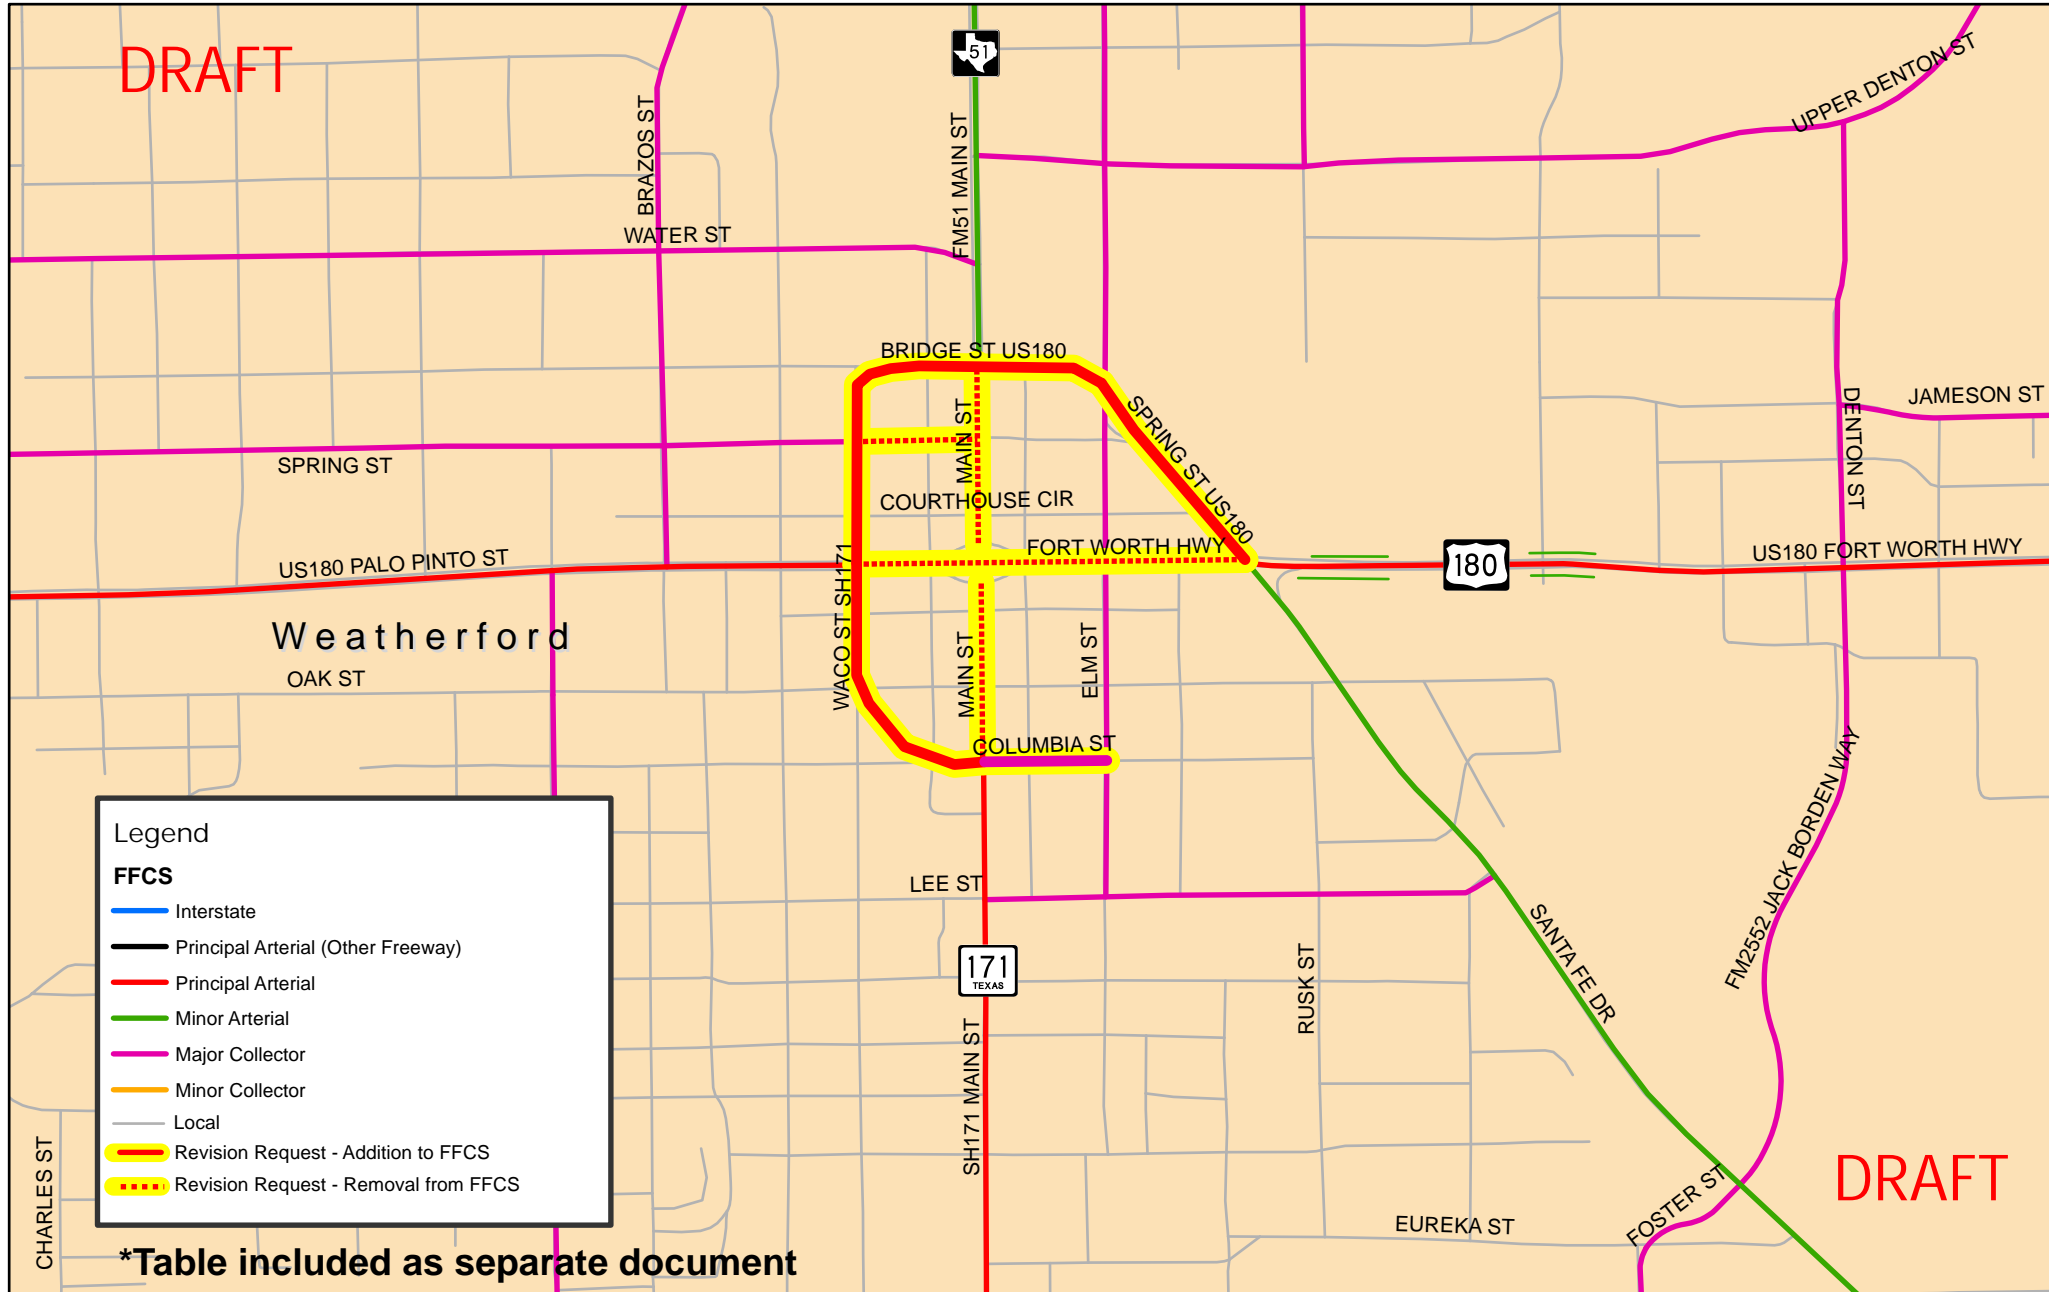 DRAFT
51
UPPER DENTON ST
BRAZOS ST
FM51 MAIN ST
WATER ST
BRIDGE ST US180
SPRING ST US180
DENTON ST
JAMESON ST
MAIN ST
SPRING ST
COURTHOUSE CIR
FORT WORTH HWY
US180 PALO PINTO ST
180
US180 FORT WORTH HWY
WACO ST SH171
Weatherford
MAIN ST
ELM ST
OAK ST
COLUMBIA ST
FM2552 JACK BORDEN WAY
LEE ST
171
TEXAS
SANTA FE DR
RUSK ST
SH171 MAIN ST
Legend
FFCS
Interstate
Principal Arterial (Other Freeway)
Principal Arterial
Minor Arterial
Major Collector
Minor Collector
Local
Revision Request - Addition to FFCS
Revision Request - Removal from FFCS
CHARLES ST
DRAFT
FOSTER ST
EUREKA ST
*Table included as separate document